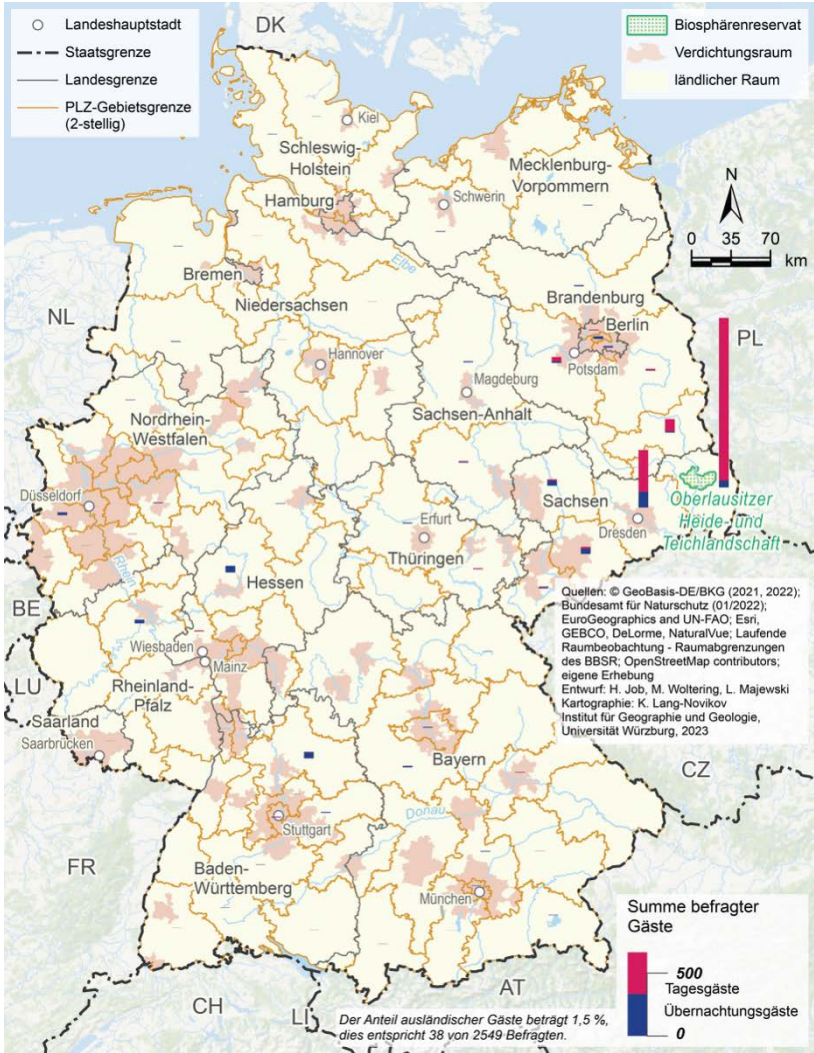 Landeshauptstadt
Staatsgrenze
Landesgrenze
PLZ-Gebietsgrenze
(2-stellig)
DK
Biosphärenreservat
Verdichtungsraum
ländlicher Raum
Kiel
Schleswig-
Holstein
Mecklenburg-
Vorpommern
Hamburg
Schwerin
N
0 35 70
km
Bremen
Elbe
NL
Niedersachsen
Brandenburg
Berlin
PL
Hannover
Potsdam
Magdeburg
Nordrhein-
Westfalen
Sachsen-Anhalt
Düsseldorf
Sachsen
Oberlausitzer
Heide- und
Teichlandschaft
Dresden
Erfurt
Thüringen
Rhein
Hessen
BE
Quellen: © GeoBasis-DE/BKG (2021, 2022);
Bundesamt für Naturschutz (01/2022);
EuroGeographics and UN-FAO; Esri,
GEBCO, DeLorme, NaturalVue; Laufende
Raumbeobachtung - Raumabgrenzungen
des BBSR; OpenStreetMap contributors;
eigene Erhebung
Entwurf: H. Job, M. Woltering, L. Majewski
Kartographie: K. Lang-Novikov
Institut für Geographie und Geologie,
Universität Würzburg, 2023
Wiesbaden
Mainz
LU
Rheinland-
Pfalz
Saarland
Saarbrücken
Bayern
CZ
Donau
Stuttgart
FR
Baden-
Württemberg
München
Summe befragter
Gäste
500
Tagesgäste
Übernachtungsgäste
0
AT
CH
LI
Der Anteil ausländischer Gäste beträgt 1,5 %,
dies entspricht 38 von 2549 Befragten.